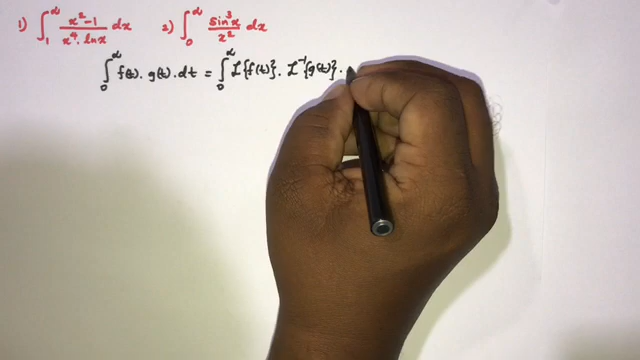 1) ∫₁^∝ (x² - 1)/(x⁴ · lnx) dx 2) ∫₀^∝ sin³x/x² dx
∫₀^∝ f(t) · g(t) · dt = ∫₀^∝ ℒ{f(t)} · ℒ⁻¹{g(t)} ·